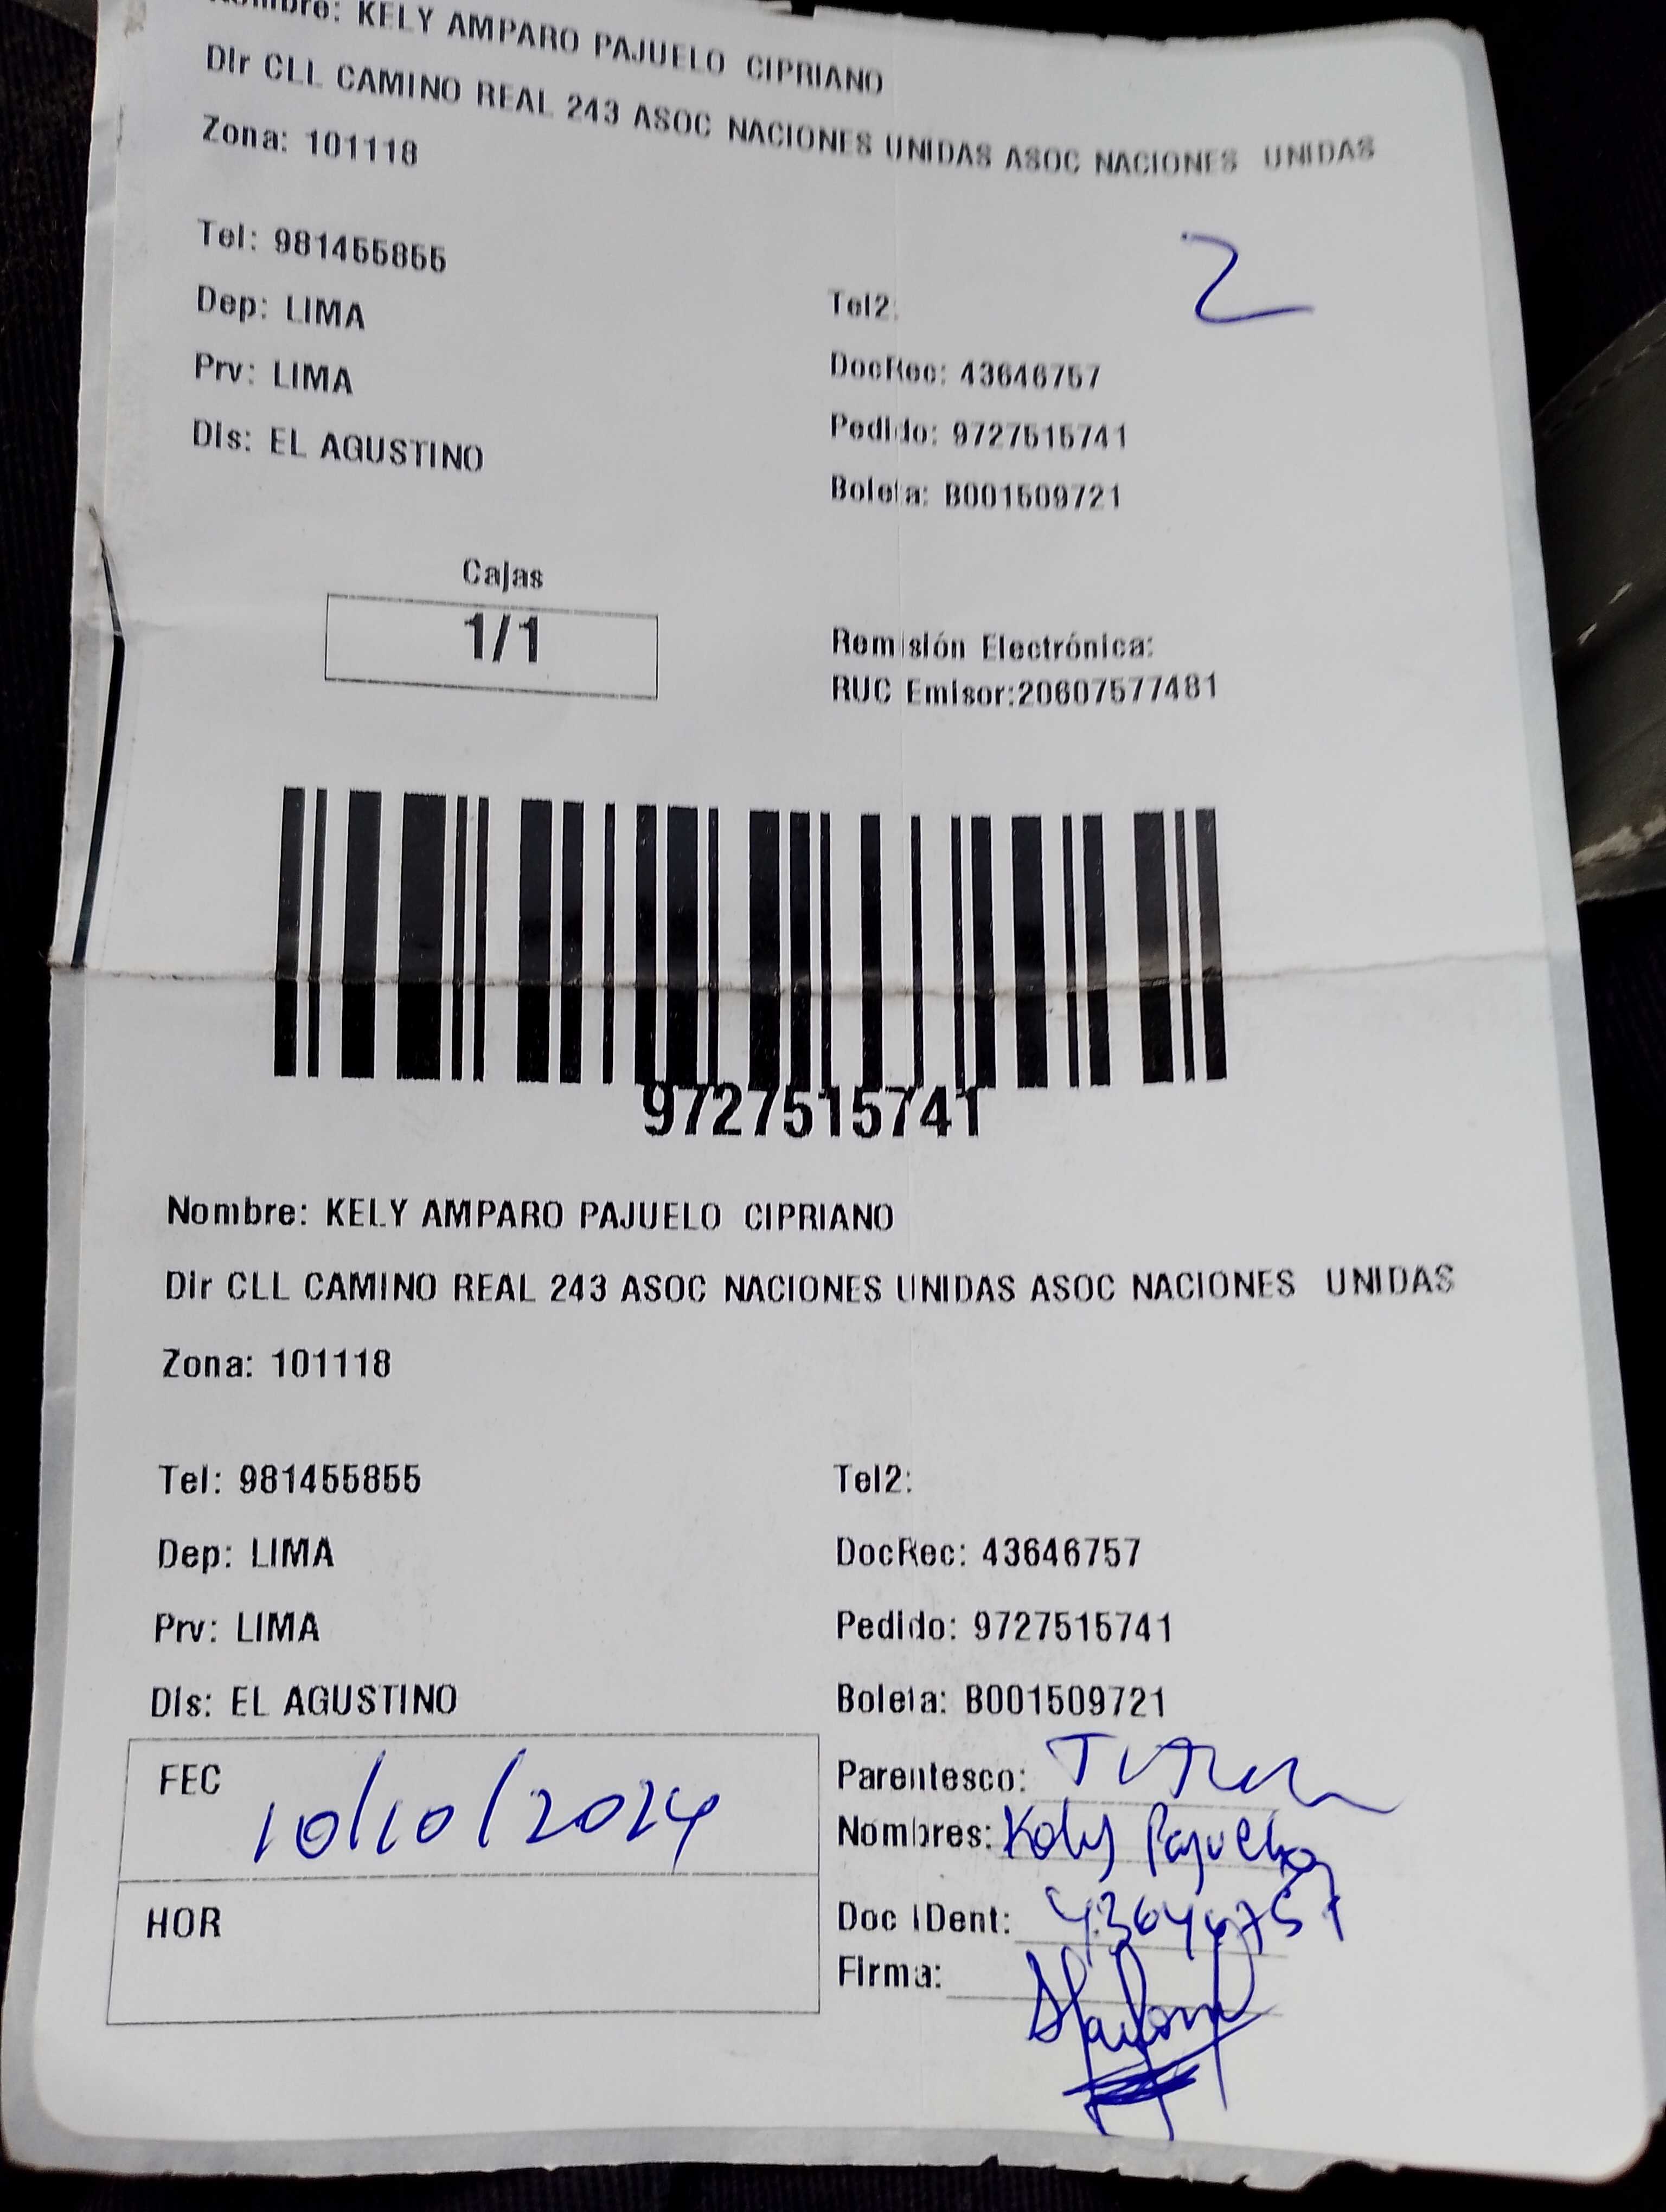 Nombre: KELY AMPARO PAJUELO CIPRIANO
Dir CLL CAMINO REAL 243 ASOC NACIONES UNIDAS ASOC NACIONES UNIDAS
Zona: 101118
2
Tel: 981455855
Tel2:
Dep: LIMA
DocRec: 43646757
Prv: LIMA
Pedido: 9727515741
Dis: EL AGUSTINO
Boleta: B001509721
Cajas
1/1
Remisión Electrónica:
RUC Emisor:20607577481
9727515741
Nombre: KELY AMPARO PAJUELO CIPRIANO
Dir CLL CAMINO REAL 243 ASOC NACIONES UNIDAS ASOC NACIONES UNIDAS
Zona: 101118
Tel: 981455855
Tel2:
Dep: LIMA
DocRec: 43646757
Prv: LIMA
Pedido: 9727515741
Dis: EL AGUSTINO
Boleta: B001509721
FEC 10/10/2024
HOR
Parentesco:
Nombres: Kely Pajuelo
Doc IDent: 43646757
Firma: